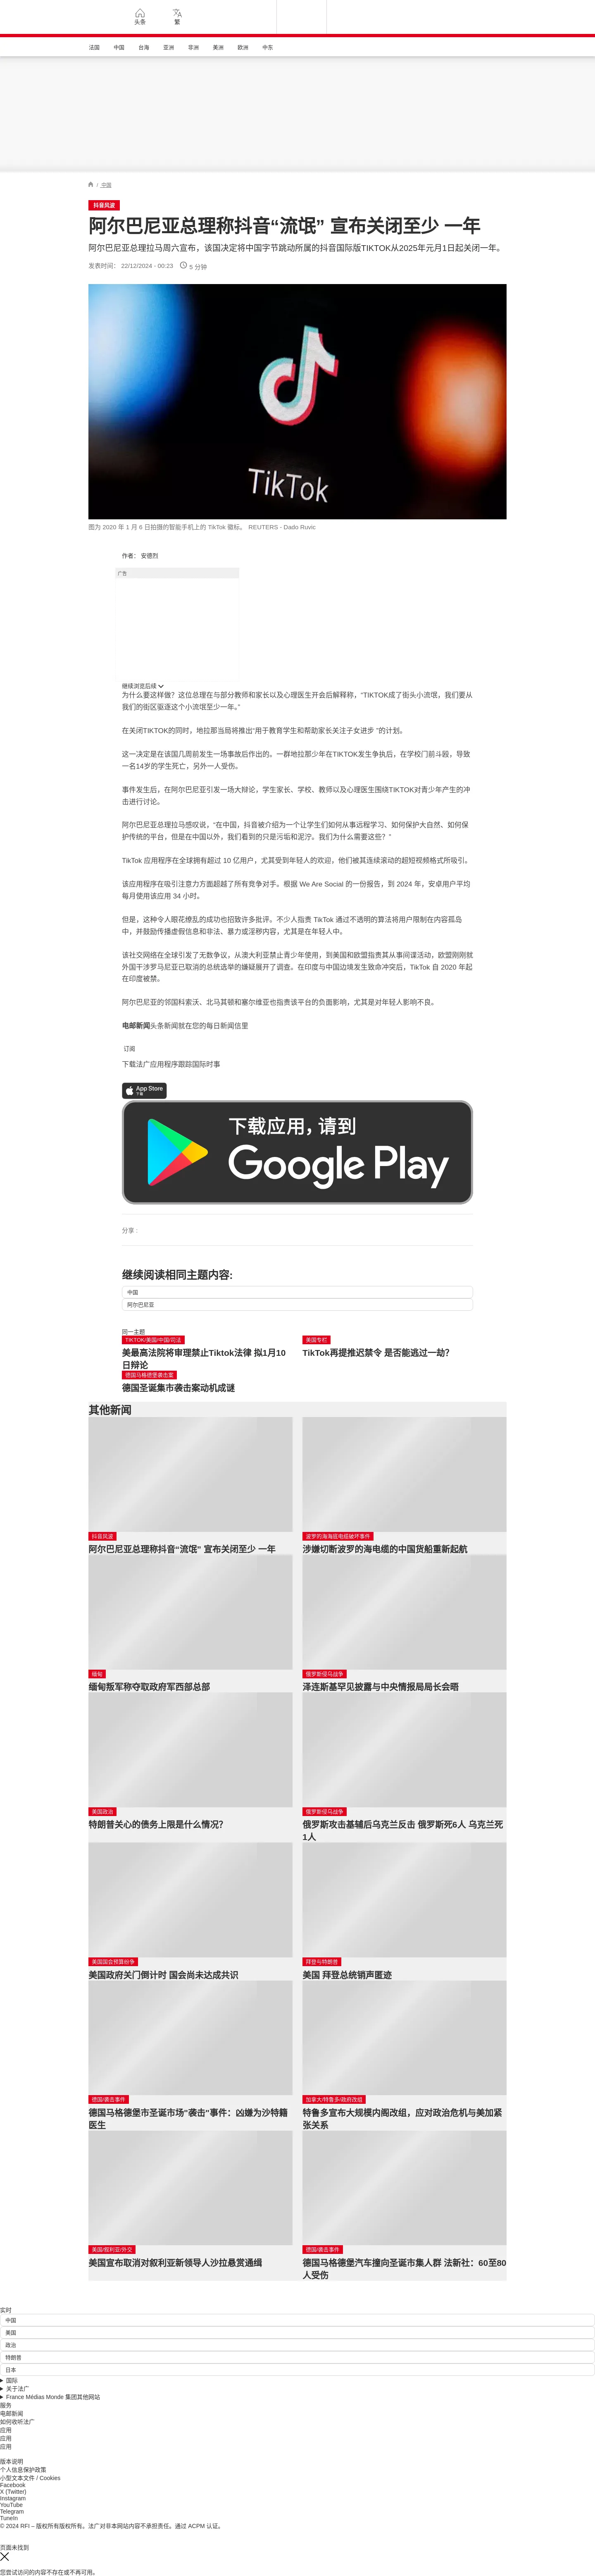 头条
繁
法国 中国 台海 亚洲 非洲 美洲 欧洲 中东
/ 中国
抖音风波
阿尔巴尼亚总理称抖音“流氓” 宣布关闭至少 一年
阿尔巴尼亚总理拉马周六宣布，该国决定将中国字节跳动所属的抖音国际版TIKTOK从2025年元月1日起关闭一年。
发表时间： 22/12/2024 - 00:23 5 分钟
TikTok
图为 2020 年 1 月 6 日拍摄的智能手机上的 TikTok 徽标。 REUTERS - Dado Ruvic
作者： 安德烈
广告
继续浏览后续
为什么要这样做？这位总理在与部分教师和家长以及心理医生开会后解释称，“TIKTOK成了街头小流氓，我们要从
我们的街区驱逐这个小流氓至少一年。”
在关闭TIKTOK的同时，地拉那当局将推出“用于教育学生和帮助家长关注子女进步 ”的计划。
这一决定是在该国几周前发生一场事故后作出的。一群地拉那少年在TIKTOK发生争执后，在学校门前斗殴，导致
一名14岁的学生死亡，另外一人受伤。
事件发生后，在阿尔巴尼亚引发一场大辩论，学生家长、学校、教师以及心理医生围绕TIKTOK对青少年产生的冲
击进行讨论。
阿尔巴尼亚总理拉马感叹说，“在中国，抖音被介绍为一个让学生们如何从事远程学习、如何保护大自然、如何保
护传统的平台，但是在中国以外，我们看到的只是污垢和泥泞。我们为什么需要这些？ ”
TikTok 应用程序在全球拥有超过 10 亿用户，尤其受到年轻人的欢迎，他们被其连续滚动的超短视频格式所吸引。
该应用程序在吸引注意力方面超越了所有竞争对手。根据 We Are Social 的一份报告，到 2024 年，安卓用户平均
每月使用该应用 34 小时。
但是，这种令人眼花缭乱的成功也招致许多批评。不少人指责 TikTok 通过不透明的算法将用户限制在内容孤岛
中，并鼓励传播虚假信息和非法、暴力或淫秽内容，尤其是在年轻人中。
该社交网络在全球引发了无数争议，从澳大利亚禁止青少年使用，到美国和欧盟指责其从事间谍活动，欧盟刚刚就
外国干涉罗马尼亚已取消的总统选举的嫌疑展开了调查。在印度与中国边境发生致命冲突后，TikTok 自 2020 年起
在印度被禁。
阿尔巴尼亚的邻国科索沃、北马其顿和塞尔维亚也指责该平台的负面影响，尤其是对年轻人影响不良。
电邮新闻头条新闻就在您的每日新闻信里
订阅
下载法广应用程序跟踪国际时事
App Store
下载
下载应用，请到
Google Play
分享 :
继续阅读相同主题内容:
中国
阿尔巴尼亚
同一主题
TIKTOK/美国/中国/司法
美最高法院将审理禁止Tiktok法律 拟1月10
日辩论
美国专栏
TikTok再提推迟禁令 是否能逃过一劫？
德国马格德堡袭击案
德国圣诞集市袭击案动机成谜
其他新闻
抖音风波
阿尔巴尼亚总理称抖音“流氓” 宣布关闭至少 一年
波罗的海海底电缆破坏事件
涉嫌切断波罗的海电缆的中国货船重新起航
缅甸
缅甸叛军称夺取政府军西部总部
俄罗斯侵乌战争
泽连斯基罕见披露与中央情报局局长会晤
美国政治
特朗普关心的债务上限是什么情况？
俄罗斯侵乌战争
俄罗斯攻击基辅后乌克兰反击 俄罗斯死6人 乌克兰死
1人
美国国会预算纷争
美国政府关门倒计时 国会尚未达成共识
拜登与特朗普
美国 拜登总统销声匿迹
德国/袭击事件
德国马格德堡市圣诞市场"袭击"事件：凶嫌为沙特籍
医生
加拿大/特鲁多/政府改组
特鲁多宣布大规模内阁改组，应对政治危机与美加紧
张关系
美国/叙利亚/外交
美国宣布取消对叙利亚新领导人沙拉悬赏通缉
德国/袭击事件
德国马格德堡汽车撞向圣诞市集人群 法新社：60至80
人受伤
实时
中国
美国
政治
特朗普
日本
国际
关于法广
France Médias Monde 集团其他网站
服务
电邮新闻
如何收听法广
应用
应用
应用
版本说明
个人信息保护政策
小型文本文件 / Cookies
Facebook
X (Twitter)
Instagram
YouTube
Telegram
TuneIn
© 2024 RFI – 版权所有版权所有。法广对非本网站内容不承担责任。通过 ACPM 认证。
页面未找到
您尝试访问的内容不存在或不再可用。